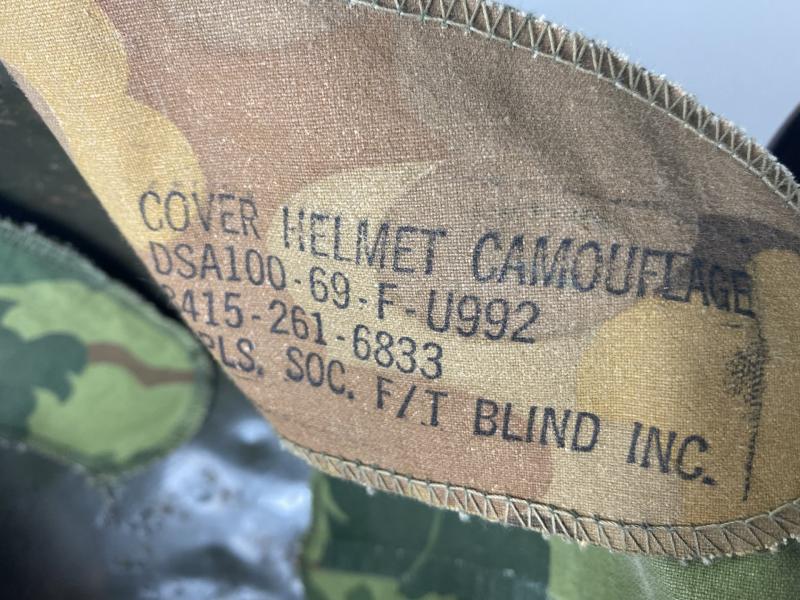 COVER HELMET CAMOUFLAGE
DSA100-69-F-U992
8415-261-6833
PLS. SOC. F/T BLIND INC.